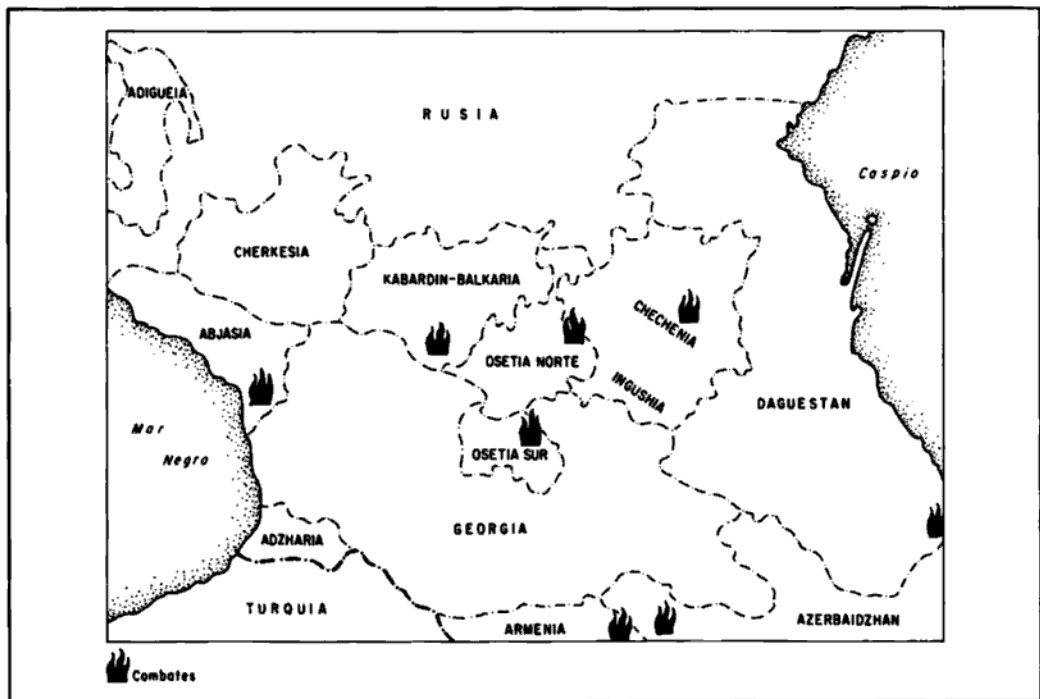 ADIGUEIA
RUSIA
Caspio
CHERKESIA
KABARDIN-BALKARIA
ABJASIA
CHECHENIA
OSETIA NORTE
INGUSHIA
DAGUESTAN
Mar
Negro
OSETIA SUR
GEORGIA
ADZHARIA
TURQUIA
ARMENIA
AZERBAIDZHAN
Combates